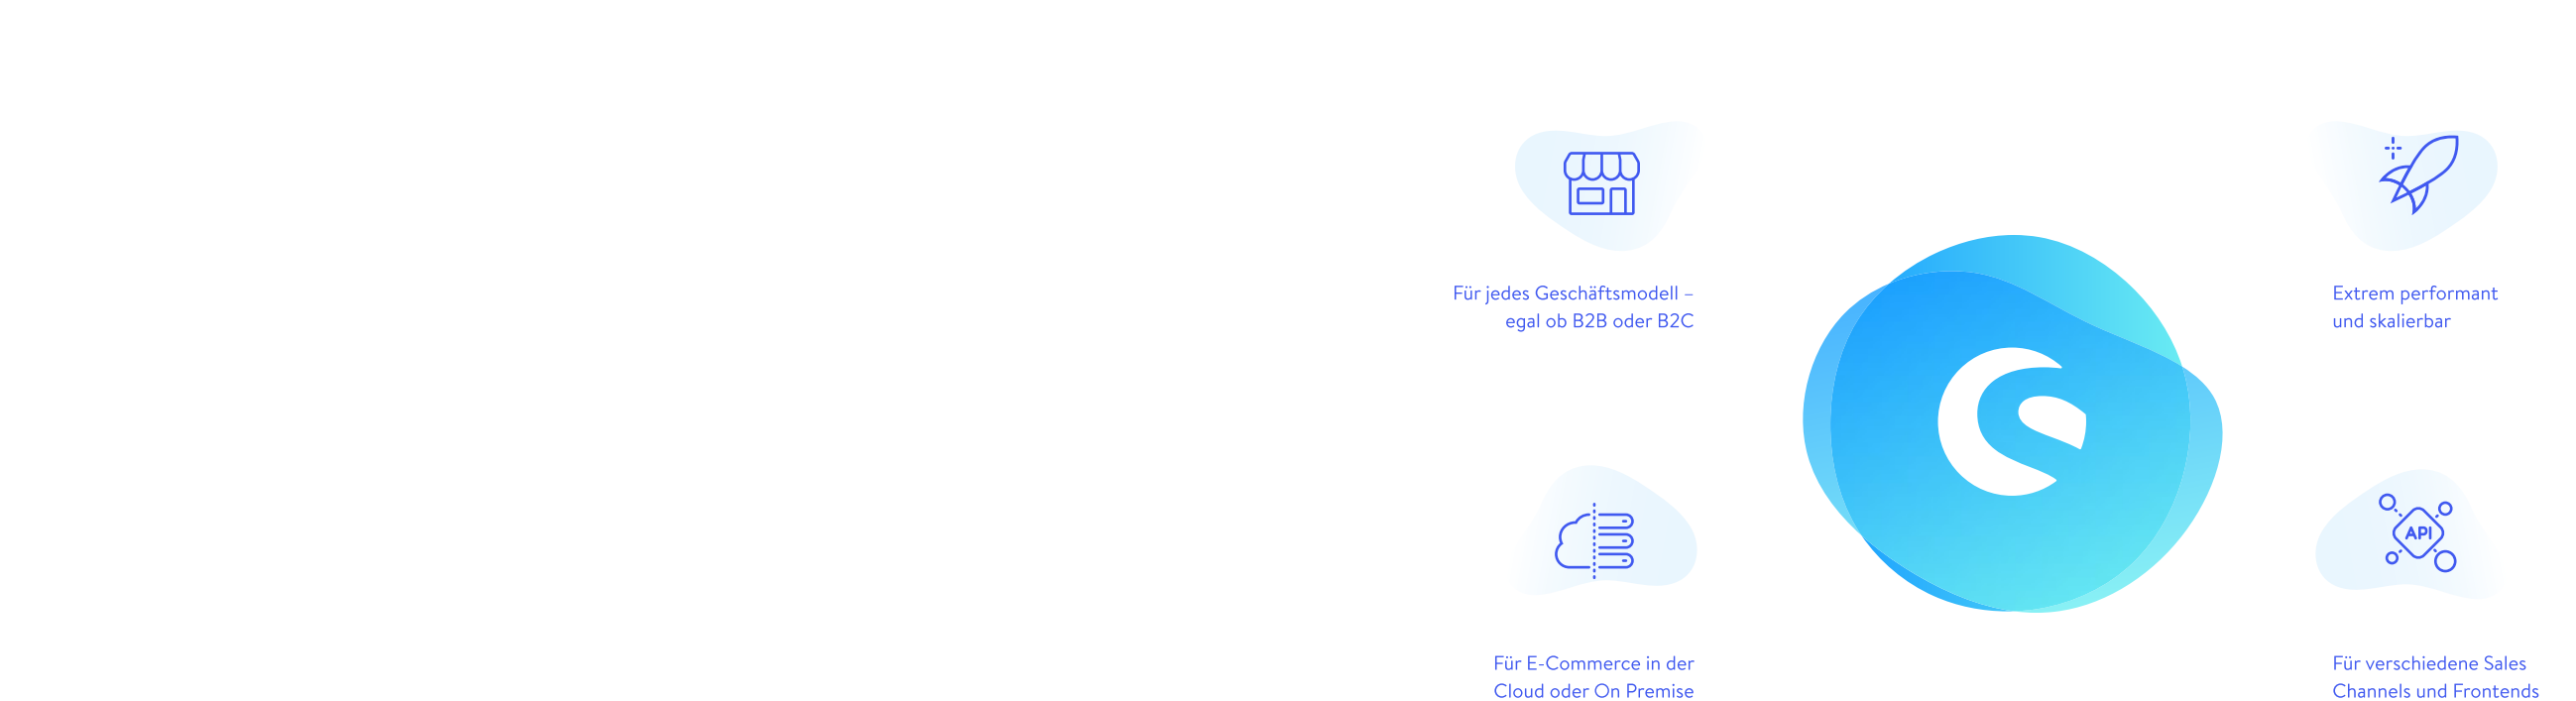 Für jedes Geschäftsmodell –
egal ob B2B oder B2C
Extrem performant
und skalierbar
API
Für E-Commerce in der
Cloud oder On Premise
Für verschiedene Sales
Channels und Frontends